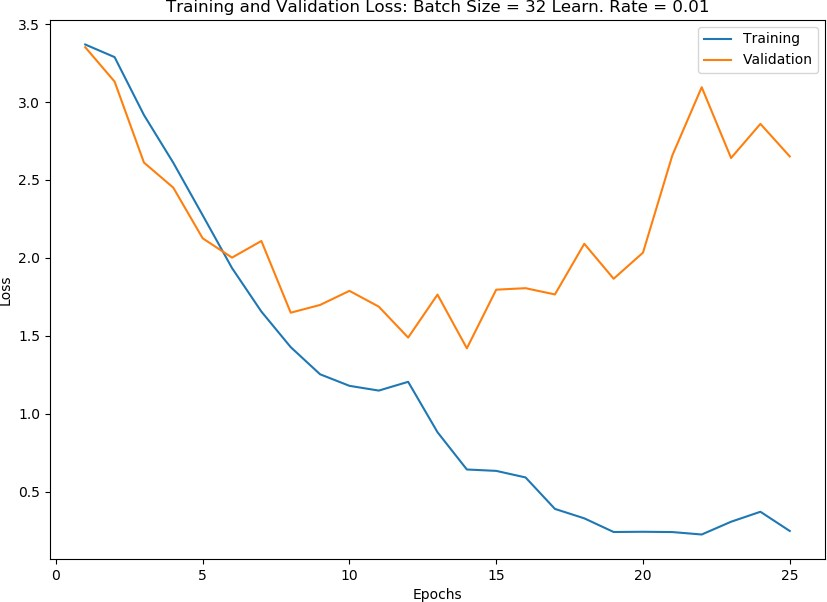 Training and Validation Loss: Batch Size = 32 Learn. Rate = 0.01
Training
Validation
Loss
3.5
3.0
2.5
2.0
1.5
1.0
0.5
0 5 10 15 20 25
Epochs